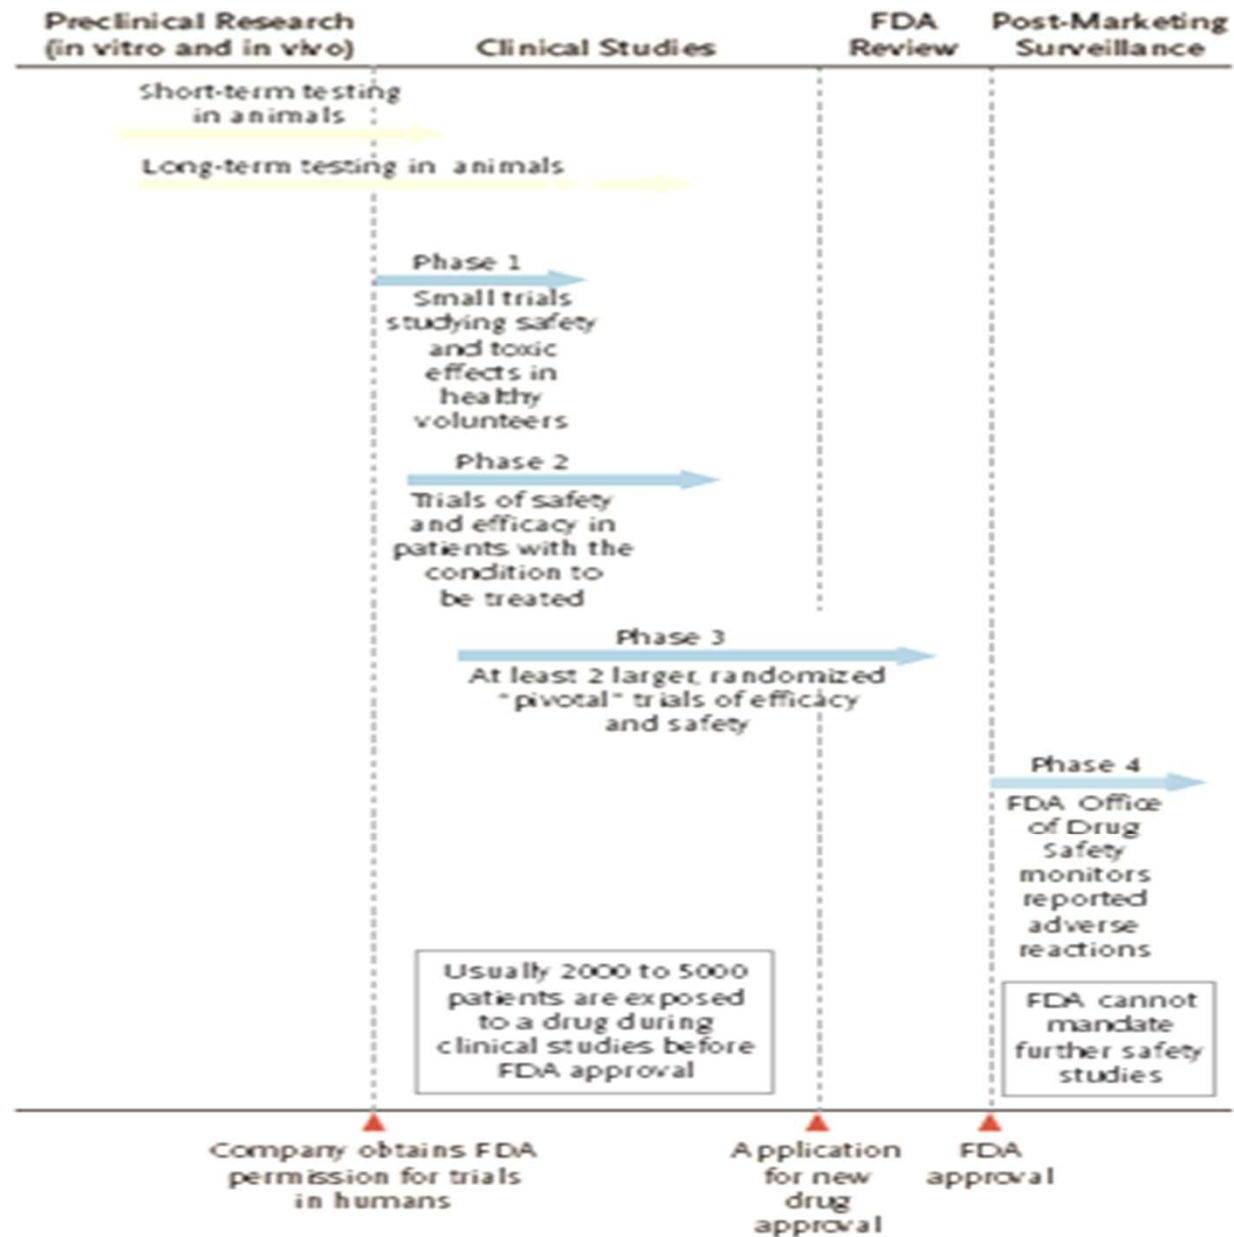 Preclinical Research
(in vitro and in vivo)
Clinical Studies
FDA
Review
Post-Marketing
Surveillance
Short-term testing
in animals
Long-term testing in animals
Phase 1
Small trials
studying safety
and toxic
effects in
healthy
volunteers
Phase 2
Trials of safety
and efficacy in
patients with the
condition to
be treated
Phase 3
At least 2 larger, randomized
"pivotal" trials of efficacy
and safety
Phase 4
FDA Office
of Drug
Safety
monitors
reported
adverse
reactions
Usually 2000 to 5000
patients are exposed
to a drug during
clinical studies before
FDA approval
FDA cannot
mandate
further safety
studies
Company obtains FDA
permission for trials
in humans
Application
for new
drug
approval
FDA
approval